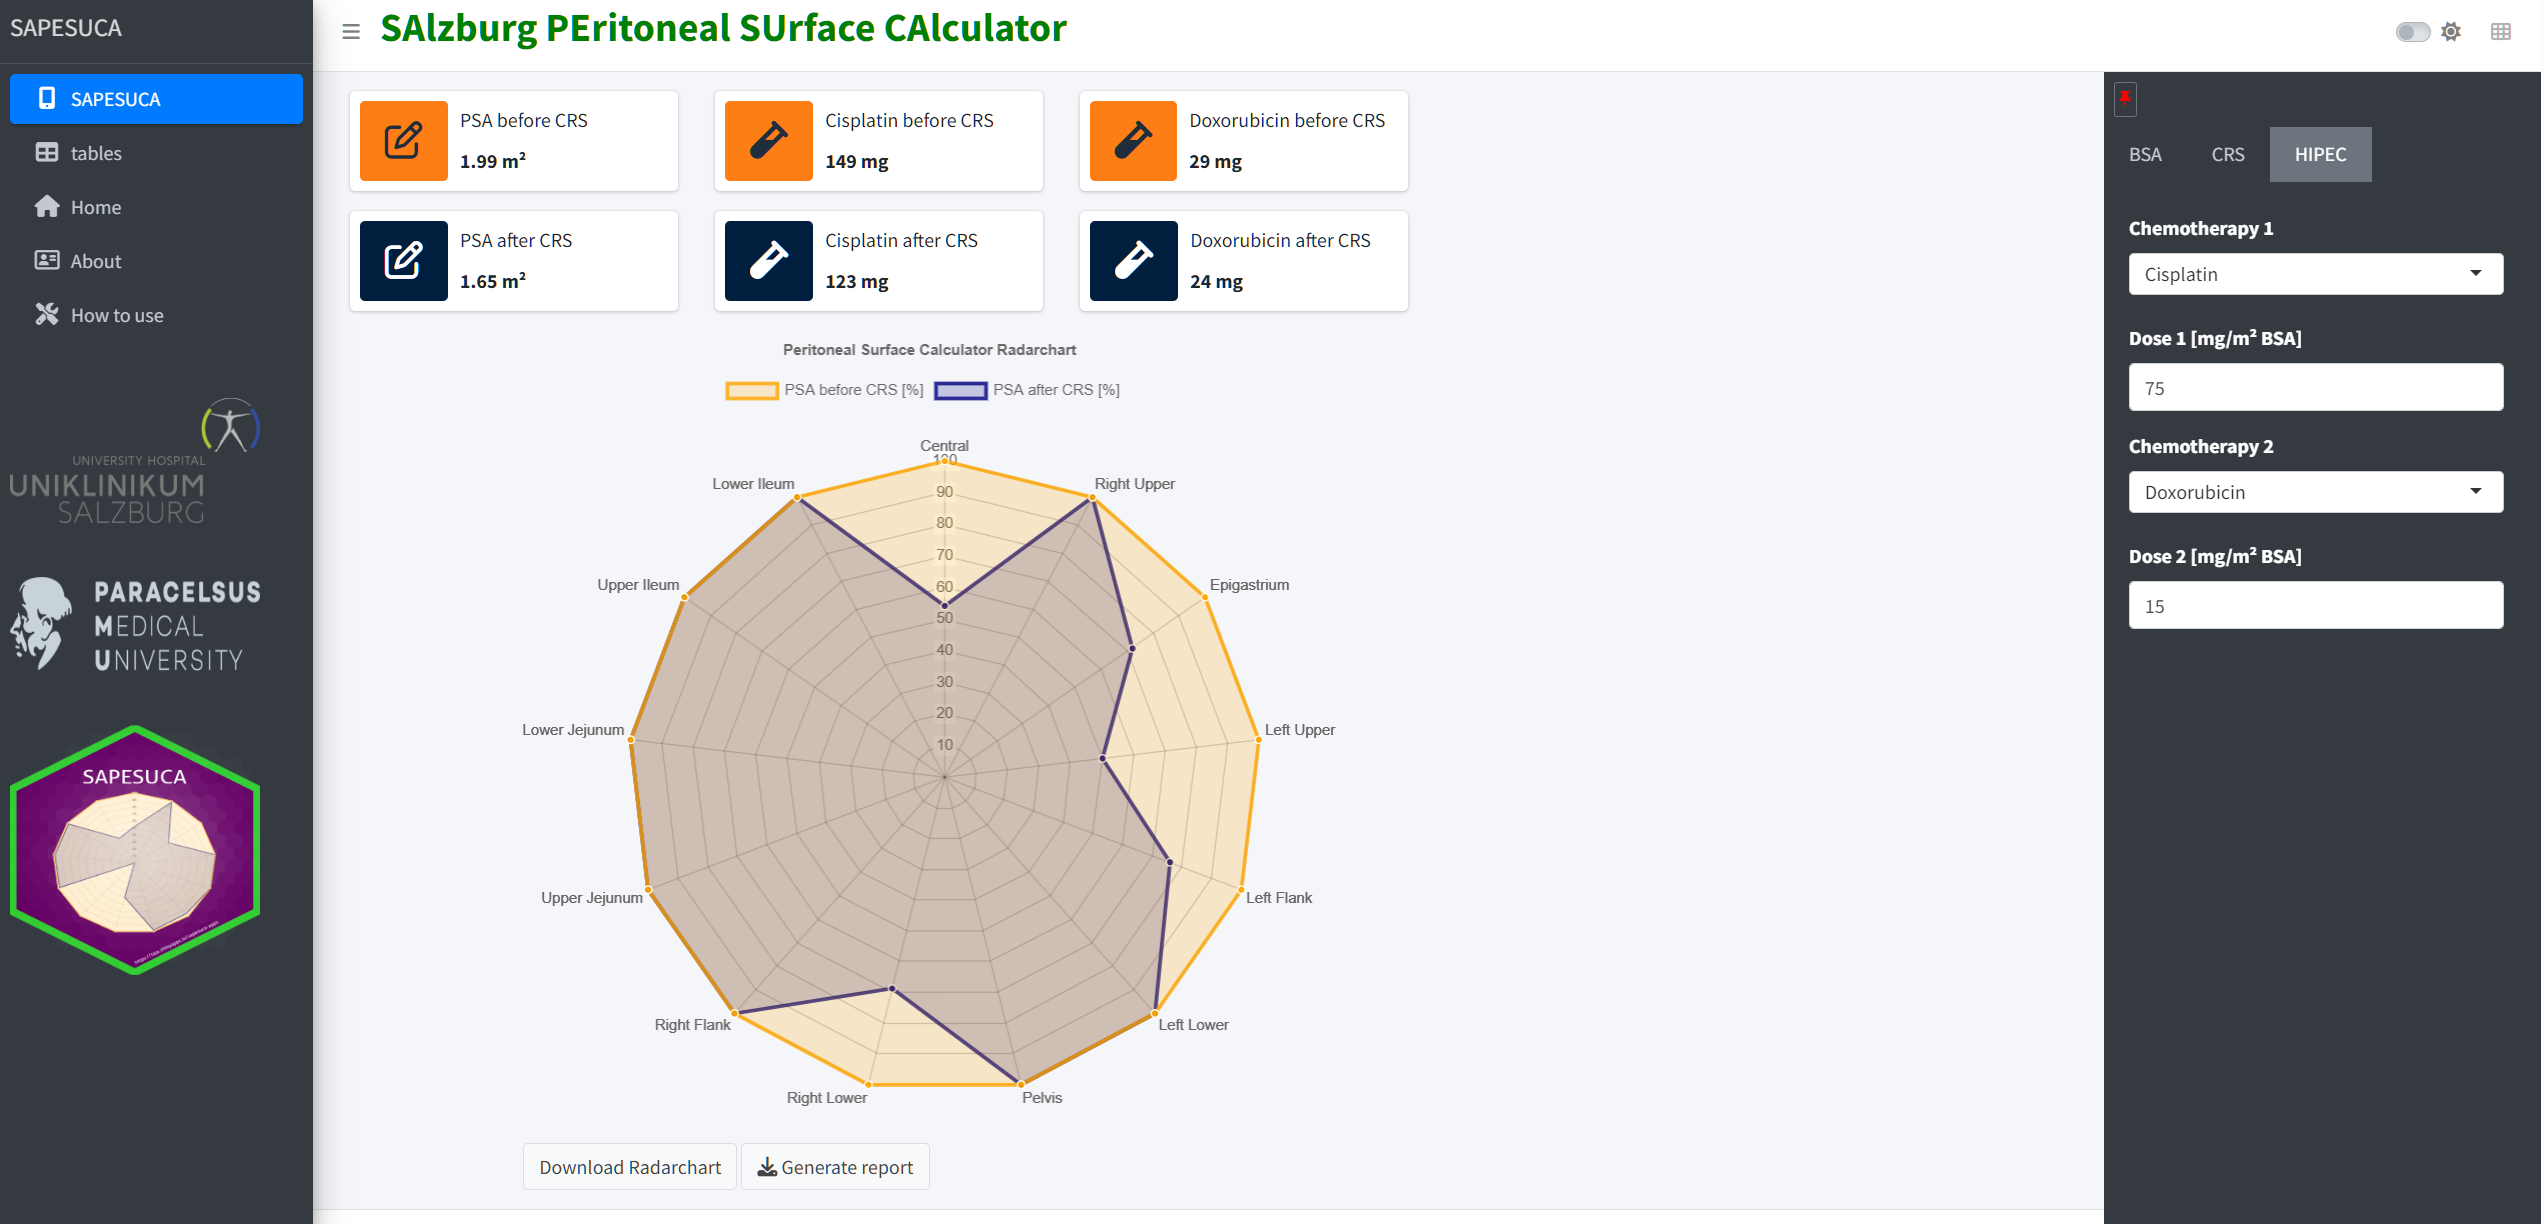 SAPESUCA
SAlzburg PEritoneal SUrface CAlculator
SAPESUCA
tables
Home
About
How to use
UNIVERSITY HOSPITAL
UNIKLINIKUM
SALZBURG
PARACELSUS
MEDICAL
UNIVERSITY
SAPESUCA
PSA before CRS
1.99 m²
Cisplatin before CRS
149 mg
Doxorubicin before CRS
29 mg
PSA after CRS
1.65 m²
Cisplatin after CRS
123 mg
Doxorubicin after CRS
24 mg
Peritoneal Surface Calculator Radarchart
PSA before CRS [%]
PSA after CRS [%]
Central
100
90
80
70
60
50
40
30
20
10
Right Upper
Epigastrium
Left Upper
Left Flank
Left Lower
Pelvis
Right Lower
Right Flank
Upper Jejunum
Lower Jejunum
Upper Ileum
Lower Ileum
Download Radarchart
Generate report
BSA
CRS
HIPEC
Chemotherapy 1
Cisplatin
Dose 1 [mg/m² BSA]
75
Chemotherapy 2
Doxorubicin
Dose 2 [mg/m² BSA]
15